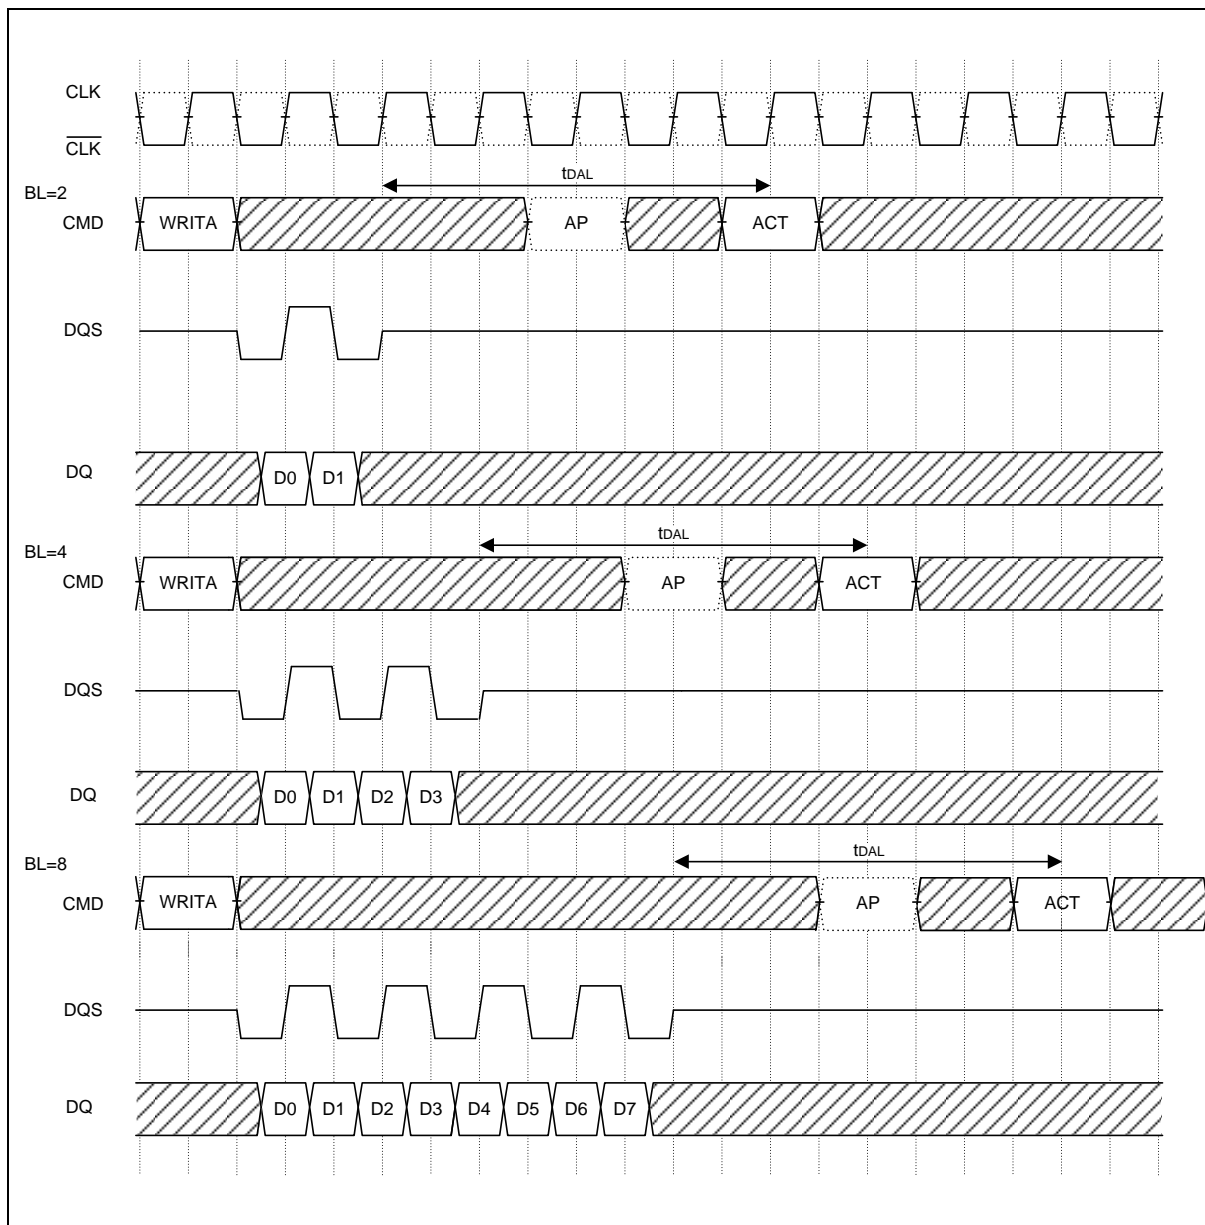 CLK
CLK
tDAL
BL=2
CMD WRITA AP ACT
DQS
DQ D0 D1
tDAL
BL=4
CMD WRITA AP ACT
DQS
DQ D0 D1 D2 D3
tDAL
BL=8
CMD WRITA AP ACT
DQS
DQ D0 D1 D2 D3 D4 D5 D6 D7